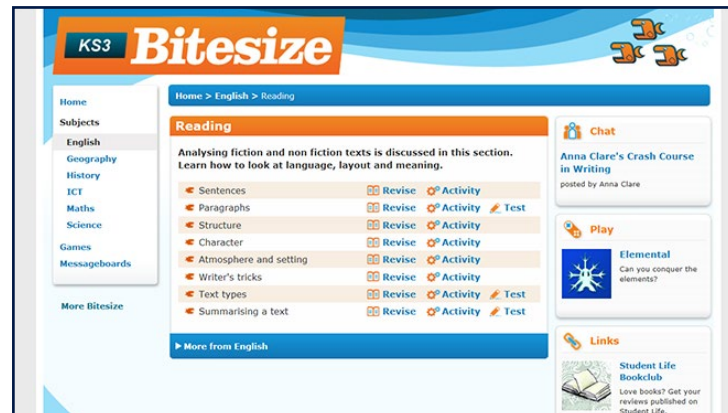 KS3 Bitesize
Home
Subjects
English
Geography
History
ICT
Maths
Science
Games
Messageboards
More Bitesize
Home > English > Reading
Reading
Analysing fiction and non fiction texts is discussed in this section.
Learn how to look at language, layout and meaning.
Sentences Revise Activity
Paragraphs Revise Activity Test
Structure Revise Activity
Character Revise Activity
Atmosphere and setting Revise Activity
Writer's tricks Revise Activity
Text types Revise Activity Test
Summarising a text Revise Activity Test
More from English
Chat
Anna Clare's Crash Course
in Writing
posted by Anna Clare
Play
Elemental
Can you conquer the
elements?
Links
Student Life
Bookclub
Love books? Get your
reviews published on
Student Life.